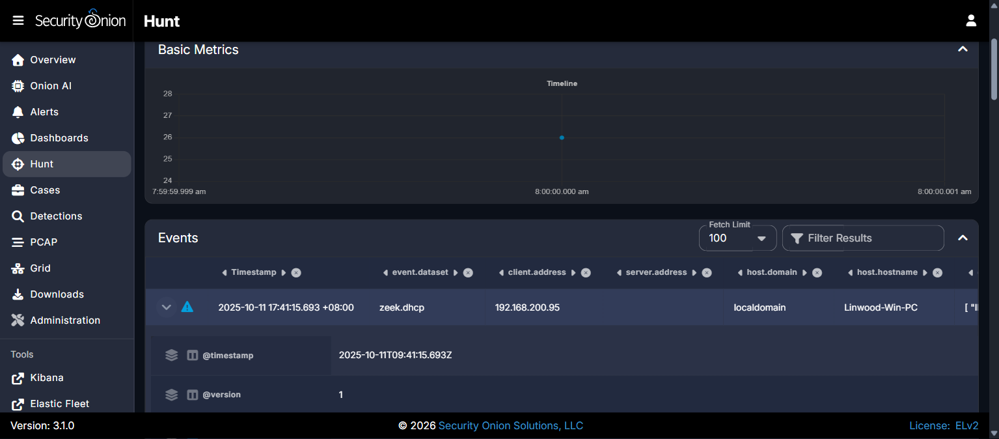 Security Onion
Hunt
Overview
Onion AI
Alerts
Dashboards
Hunt
Cases
Detections
PCAP
Grid
Downloads
Administration
Tools
Kibana
Elastic Fleet
Basic Metrics
Timeline
28
27
26
25
24
7:59:59.999 am 8:00:00.000 am 8:00:00.001 am
Events
Fetch Limit
100 Filter Results
Timestamp event.dataset client.address server.address host.domain host.hostname
2025-10-11 17:41:15.693 +08:00 zeek.dhcp 192.168.200.95 localdomain Linwood-Win-PC [ "
@timestamp 2025-10-11T09:41:15.693Z
@version 1
Version: 3.1.0 © 2026 Security Onion Solutions, LLC License: ELv2